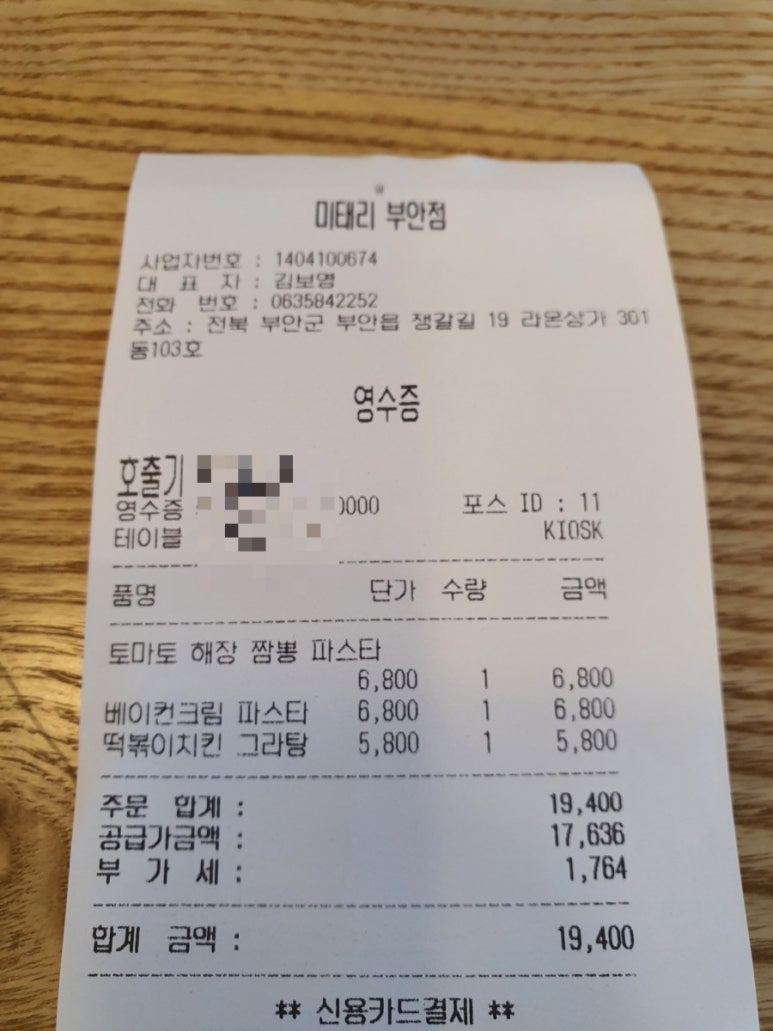 미태리 부안점
사업자번호 : 1404100674
대 표 자 : 김보영
전화 번호 : 0635842252
주소 : 전북 부안군 부안읍 쟁갈길 19 라온상가 301
동103호
영수증
호출기
영수증 0000 포스 ID : 11
테이블 KIOSK
품명 단가 수량 금액
토마토 해장 짬뽕 파스타
6,800 1 6,800
베이컨크림 파스타 6,800 1 6,800
떡볶이치킨 그라탕 5,800 1 5,800
주문 합계 : 19,400
공급가금액 : 17,636
부 가 세 : 1,764
합계 금액 : 19,400
** 신용카드결제 **